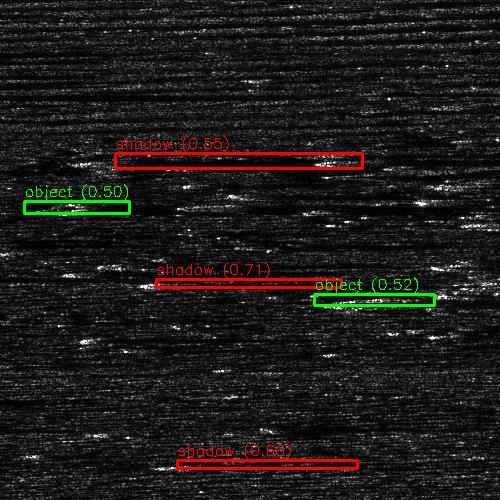 shadow (0.55)
object (0.50)
shadow (0.71)
object (0.52)
shadow (0.60)